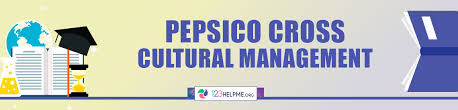 PEPSICO CROSS
CULTURAL MANAGEMENT
123HELPME.ORG